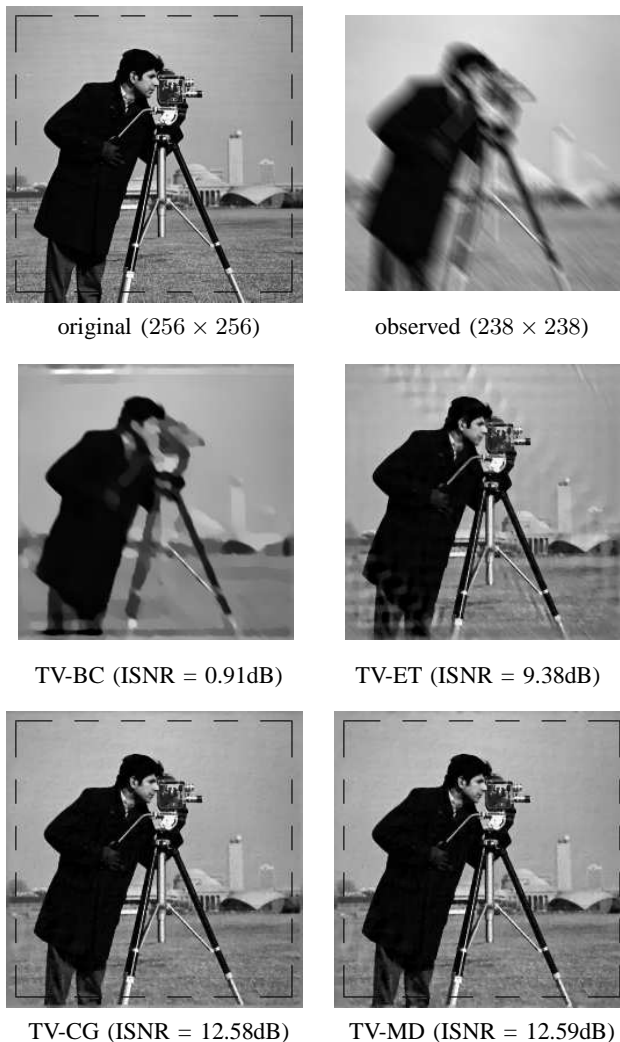 original (256 × 256)
observed (238 × 238)
TV-BC (ISNR = 0.91dB)
TV-ET (ISNR = 9.38dB)
TV-CG (ISNR = 12.58dB)
TV-MD (ISNR = 12.59dB)